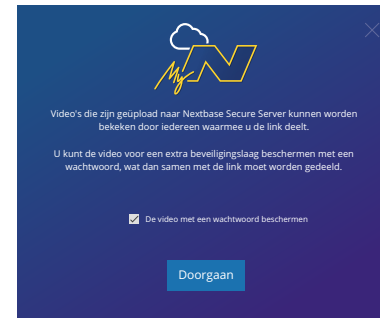 My N
Video's die zijn geüpload naar Nextbase Secure Server kunnen worden
bekeken door iedereen waarmee u de link deelt.
U kunt de video voor een extra beveiligingslaag beschermen met een
wachtwoord, wat dan samen met de link moet worden gedeeld.
De video met een wachtwoord beschermen
Doorgaan